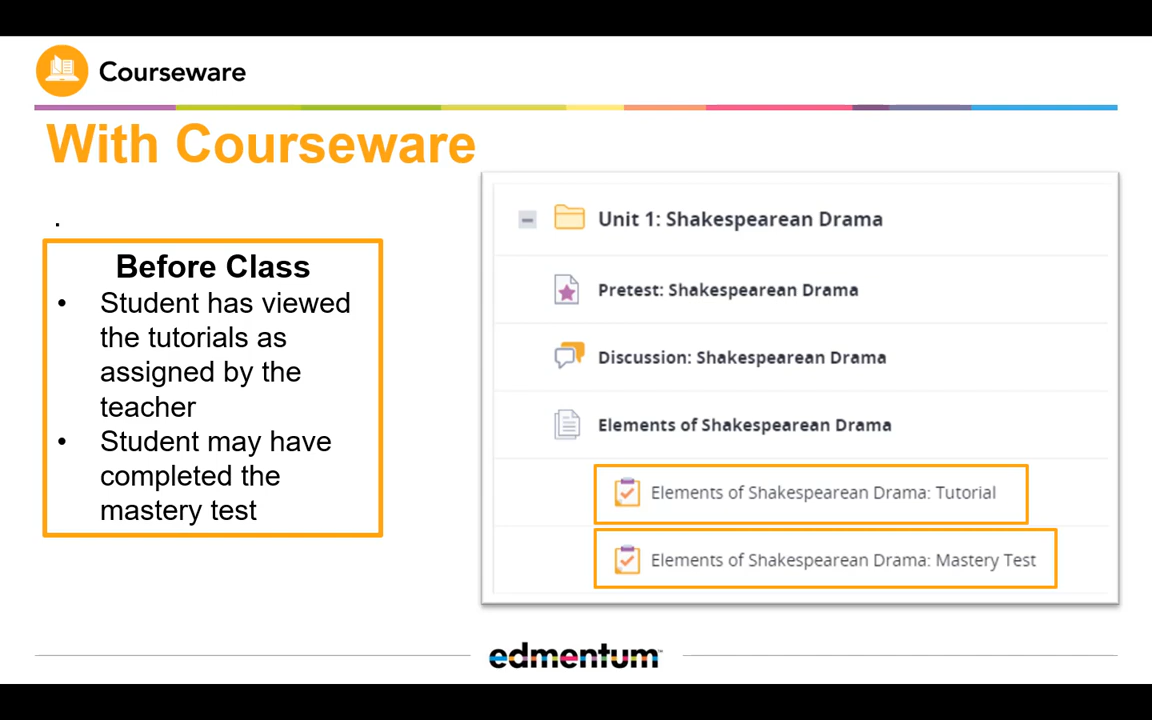 Courseware
With Courseware
.
Before Class
• Student has viewed
the tutorials as
assigned by the
teacher
• Student may have
completed the
mastery test
Unit 1: Shakespearean Drama
Pretest: Shakespearean Drama
Discussion: Shakespearean Drama
Elements of Shakespearean Drama
Elements of Shakespearean Drama: Tutorial
Elements of Shakespearean Drama: Mastery Test
edmentum™